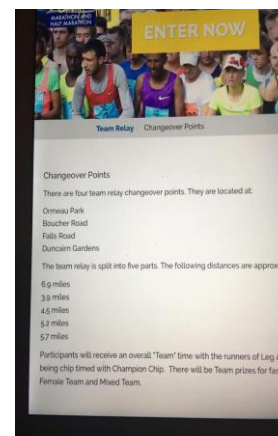 MARATHON AND
HALF MARATHON
ENTER NOW
Team Relay Changeover Points
Changeover Points
There are four team relay changeover points. They are located at:
Ormeau Park
Boucher Road
Falls Road
Duncairn Gardens
The team relay is split into five parts. The following distances are
6.9 miles
3.9 miles
4.5 miles
5.2 miles
5.7 miles
Participants will receive an overall "Team" time with the runners of Leg
being chip timed with Champion Chip. There will be Team prizes for
Female Team and Mixed Team.